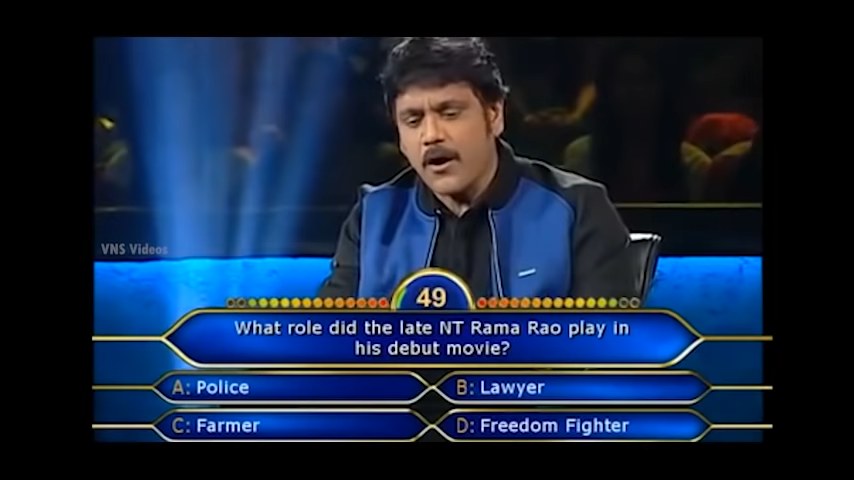 VNS Videos
49
What role did the late NT Rama Rao play in
his debut movie?
A: Police
B: Lawyer
C: Farmer
D: Freedom Fighter